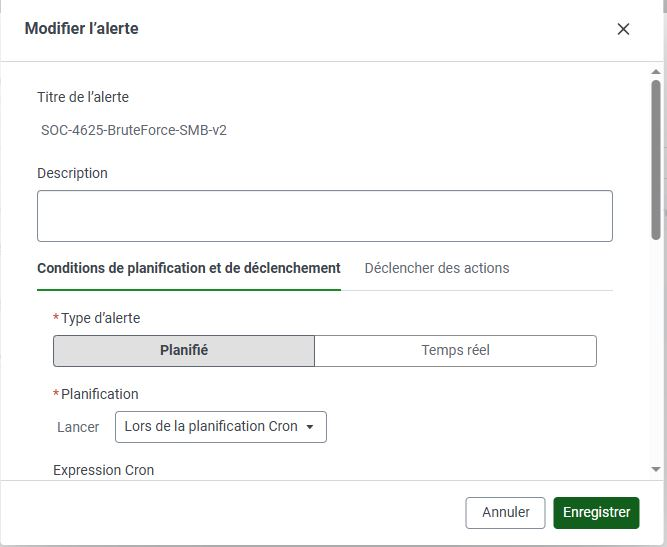 Modifier l’alerte
Titre de l’alerte
SOC-4625-BruteForce-SMB-v2
Description
Conditions de planification et de déclenchement Déclencher des actions
*Type d’alerte
Planifié Temps réel
*Planification
Lancer Lors de la planification Cron
Expression Cron
Annuler Enregistrer